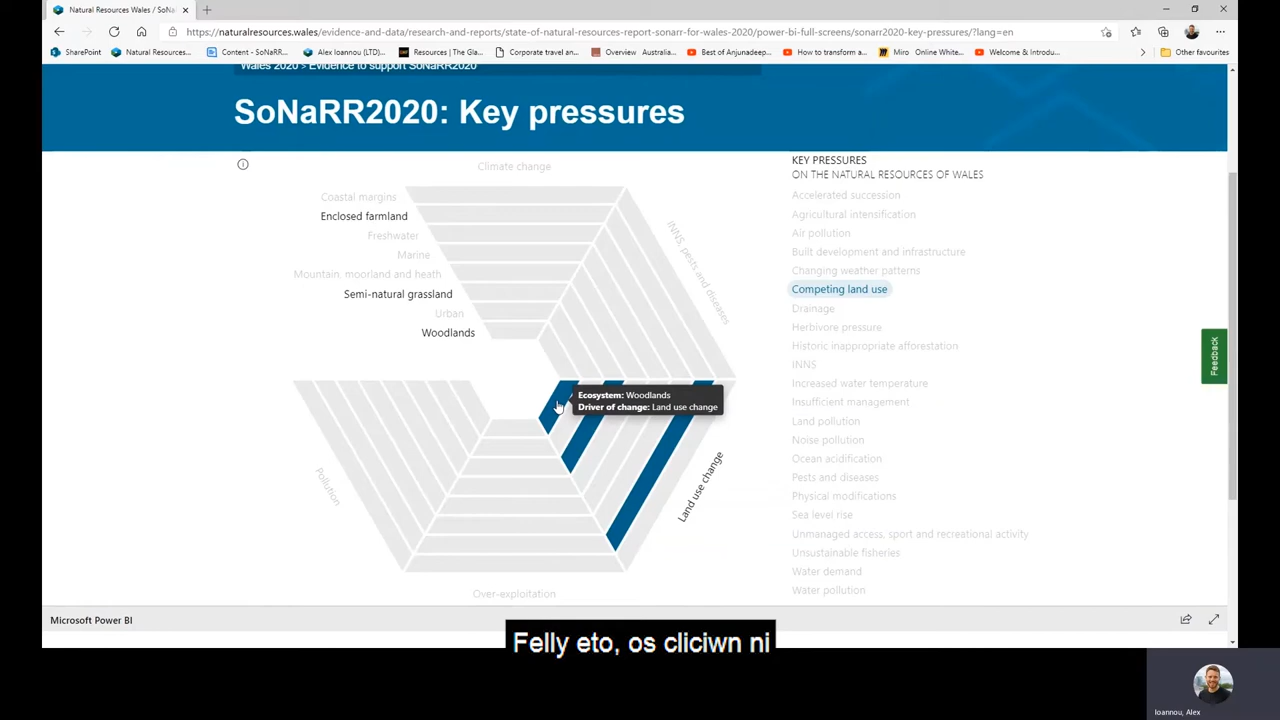 Natural Resources Wales / SoNa
https://naturalresources.wales/evidence-and-data/research-and-reports/state-of-natural-resources-report-sonarr-for-wales-2020/power-bi-full-screens/sonarr2020-key-pressures/?lang=en
SharePoint
Natural Resources...
Content - SoNaRR...
Alex Ioannou (LTD)...
Resources | The Gla...
Corporate travel and...
Overview Australia...
Best of Anjunadeep...
How to transform a...
Miro Online White...
Welcome & Introdu...
Other favourites
Wales 2020 > Evidence to support SoNaRR2020
SoNaRR2020: Key pressures
Climate change
Coastal margins
Enclosed farmland
Freshwater
Marine
Mountain, moorland and heath
Semi-natural grassland
Urban
Woodlands
INNS, pests and diseases
Ecosystem: Woodlands
Driver of change: Land use change
Land use change
Pollution
Over-exploitation
KEY PRESSURES
ON THE NATURAL RESOURCES OF WALES
Accelerated succession
Agricultural intensification
Air pollution
Built development and infrastructure
Changing weather patterns
Competing land use
Drainage
Herbivore pressure
Historic inappropriate afforestation
INNS
Increased water temperature
Insufficient management
Land pollution
Noise pollution
Ocean acidification
Pests and diseases
Physical modifications
Sea level rise
Unmanaged access, sport and recreational activity
Unsustainable fisheries
Water demand
Water pollution
Feedback
Microsoft Power BI
Felly eto, os cliciwn ni
Ioannou, Alex